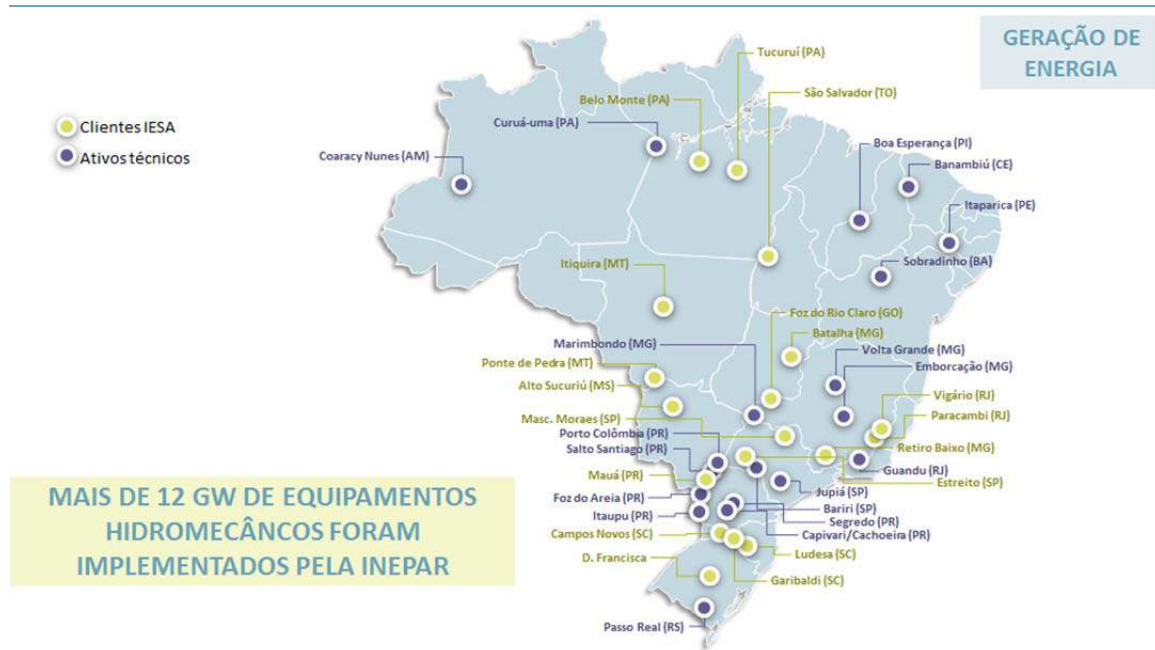 GERAÇÃO DE
ENERGIA
Clientes IESA
Ativos técnicos
Tucuruí (PA)
Belo Monte (PA)
São Salvador (TO)
Curuá-uma (PA)
Boa Esperança (PI)
Coaracy Nunes (AM)
Banambiú (CE)
Itaparica (PE)
Sobradinho (BA)
Itiquira (MT)
Foz do Rio Claro (GO)
Batalha (MG)
Marimbondo (MG)
Volta Grande (MG)
Ponte de Pedra (MT)
Emborcação (MG)
Alto Sucuriú (MS)
Vigário (RJ)
Masc. Moraes (SP)
Paracambi (RJ)
Porto Colômbia (PR)
Salto Santiago (PR)
Retiro Baixo (MG)
Mauá (PR)
Guandu (RJ)
Estreito (SP)
Foz do Areia (PR)
Jupiá (SP)
Itaupu (PR)
Bariri (SP)
Segredo (PR)
Campos Novos (SC)
Capivari/Cachoeira (PR)
Ludesa (SC)
D. Francisca
Garibaldi (SC)
Passo Real (RS)
MAIS DE 12 GW DE EQUIPAMENTOS
HIDROMECÂNCOS FORAM
IMPLEMENTADOS PELA INEPAR